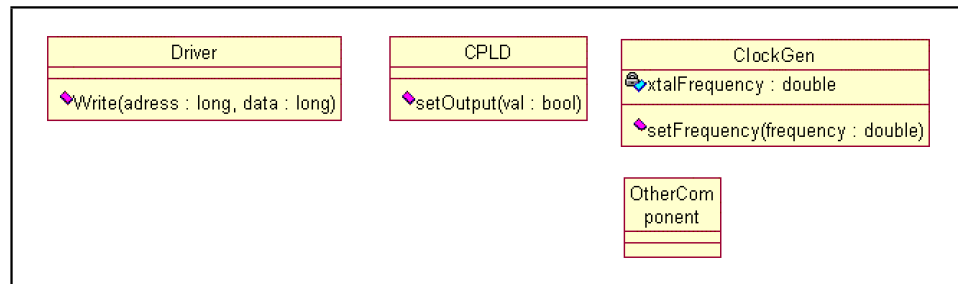 Driver
Write(adress : long, data : long)
CPLD
setOutput(val : bool)
ClockGen
xtalFrequency : double
setFrequency(frequency : double)
OtherCom
ponent